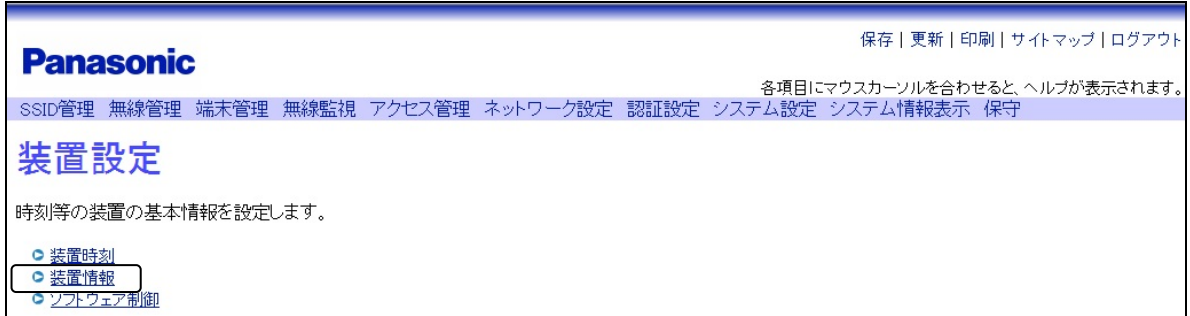 保存 | 更新 | 印刷 | サイトマップ | ログアウト
Panasonic
各項目にマウスカーソルを合わせると、ヘルプが表示されます。
SSID管理 無線管理 端末管理 無線監視 アクセス管理 ネットワーク設定 認証設定 システム設定 システム情報表示 保守
装置設定
時刻等の装置の基本情報を設定します。
装置時刻
装置情報
ソフトウェア制御